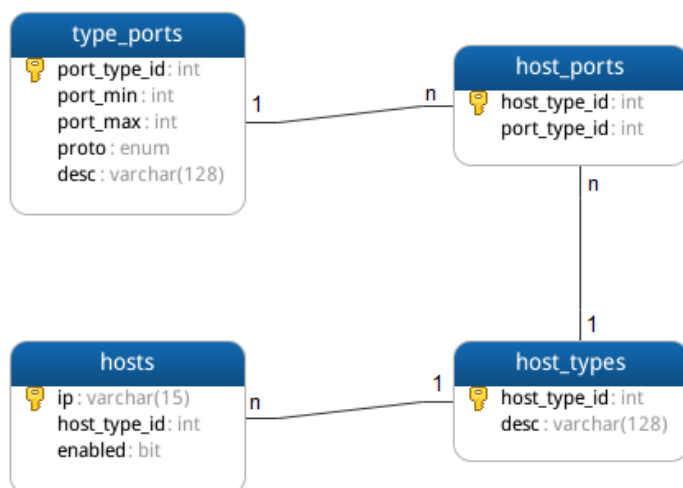 type_ports
port_type_id : int
port_min : int
port_max : int
proto : enum
desc : varchar(128)
1
n
host_ports
host_type_id : int
port_type_id : int
n
1
hosts
ip : varchar(15)
host_type_id : int
enabled : bit
n
1
host_types
host_type_id : int
desc : varchar(128)